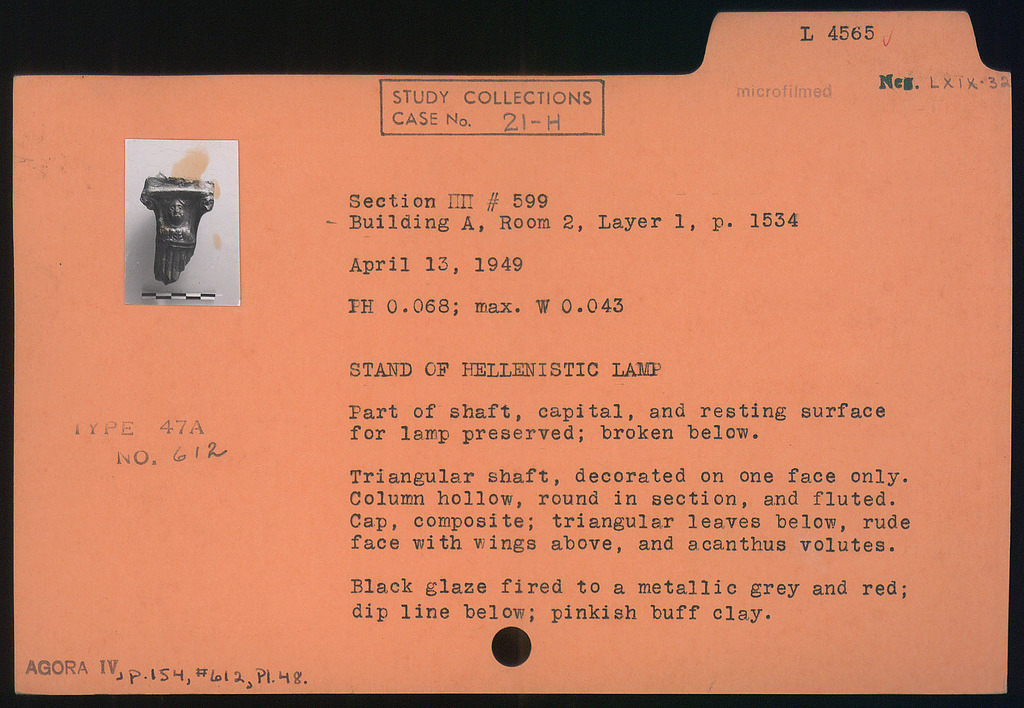 L 4565 ✓
microfilmed
Neg. LXIX-32
STUDY COLLECTIONS
CASE No. 21-H
Section ΠΠ # 599
- Building A, Room 2, Layer 1, p. 1534
April 13, 1949
PH 0.068; max. W 0.043
STAND OF HELLENISTIC LAMP
Part of shaft, capital, and resting surface
for lamp preserved; broken below.
TYPE 47A
NO. 612
Triangular shaft, decorated on one face only.
Column hollow, round in section, and fluted.
Cap, composite; triangular leaves below, rude
face with wings above, and acanthus volutes.
Black glaze fired to a metallic grey and red;
dip line below; pinkish buff clay.
AGORA IV, p.154, #612, Pl.48.